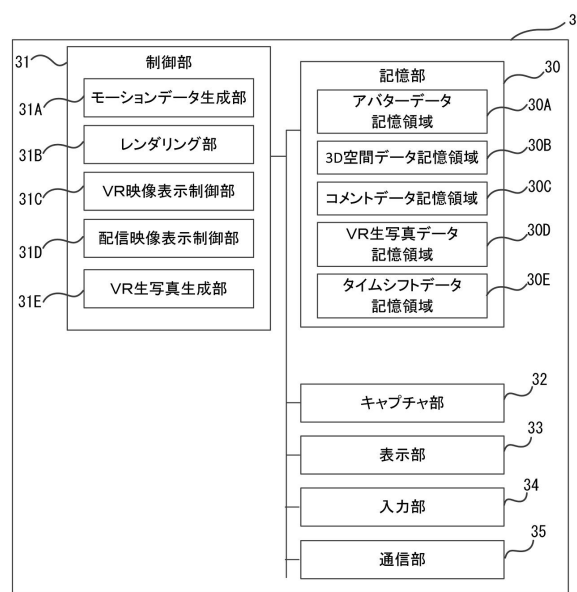 3
31
制御部
31A
モーションデータ生成部
31B
レンダリング部
31C
VR映像表示制御部
31D
配信映像表示制御部
31E
VR生写真生成部
30
記憶部
アバターデータ
記憶領域
30A
3D空間データ記憶領域
30B
コメントデータ記憶領域
30C
VR生写真データ
記憶領域
30D
タイムシフトデータ
記憶領域
30E
キャプチャ部
32
表示部
33
入力部
34
通信部
35